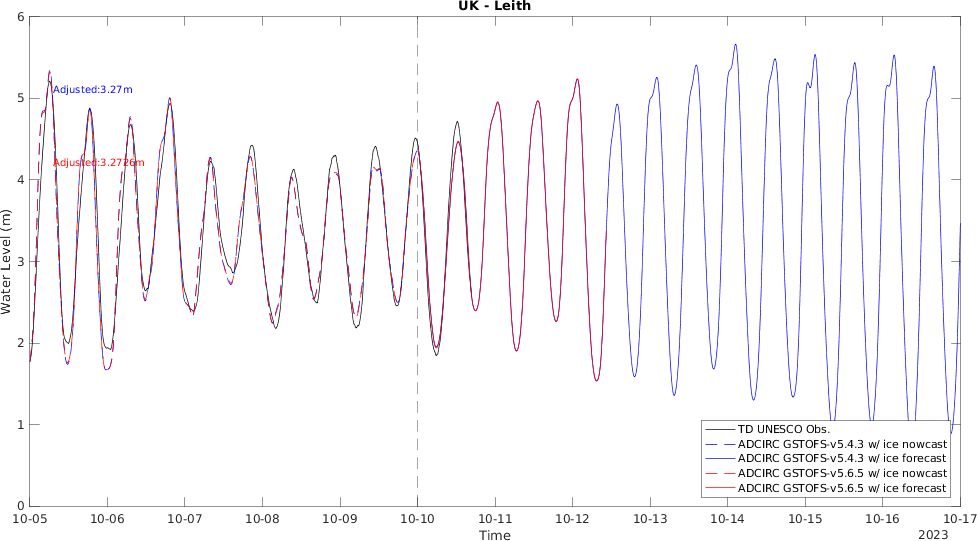 UK - Leith
6
5
4
3
2
1
0
Water Level (m)
Adjusted:3.27m
Adjusted:3.2726m
TD UNESCO Obs.
ADCIRC GSTOFS-v5.4.3 w/ ice nowcast
ADCIRC GSTOFS-v5.4.3 w/ ice forecast
ADCIRC GSTOFS-v5.6.5 w/ ice nowcast
ADCIRC GSTOFS-v5.6.5 w/ ice forecast
10-05 10-06 10-07 10-08 10-09 10-10 10-11 10-12 10-13 10-14 10-15 10-16 10-17
Time
2023